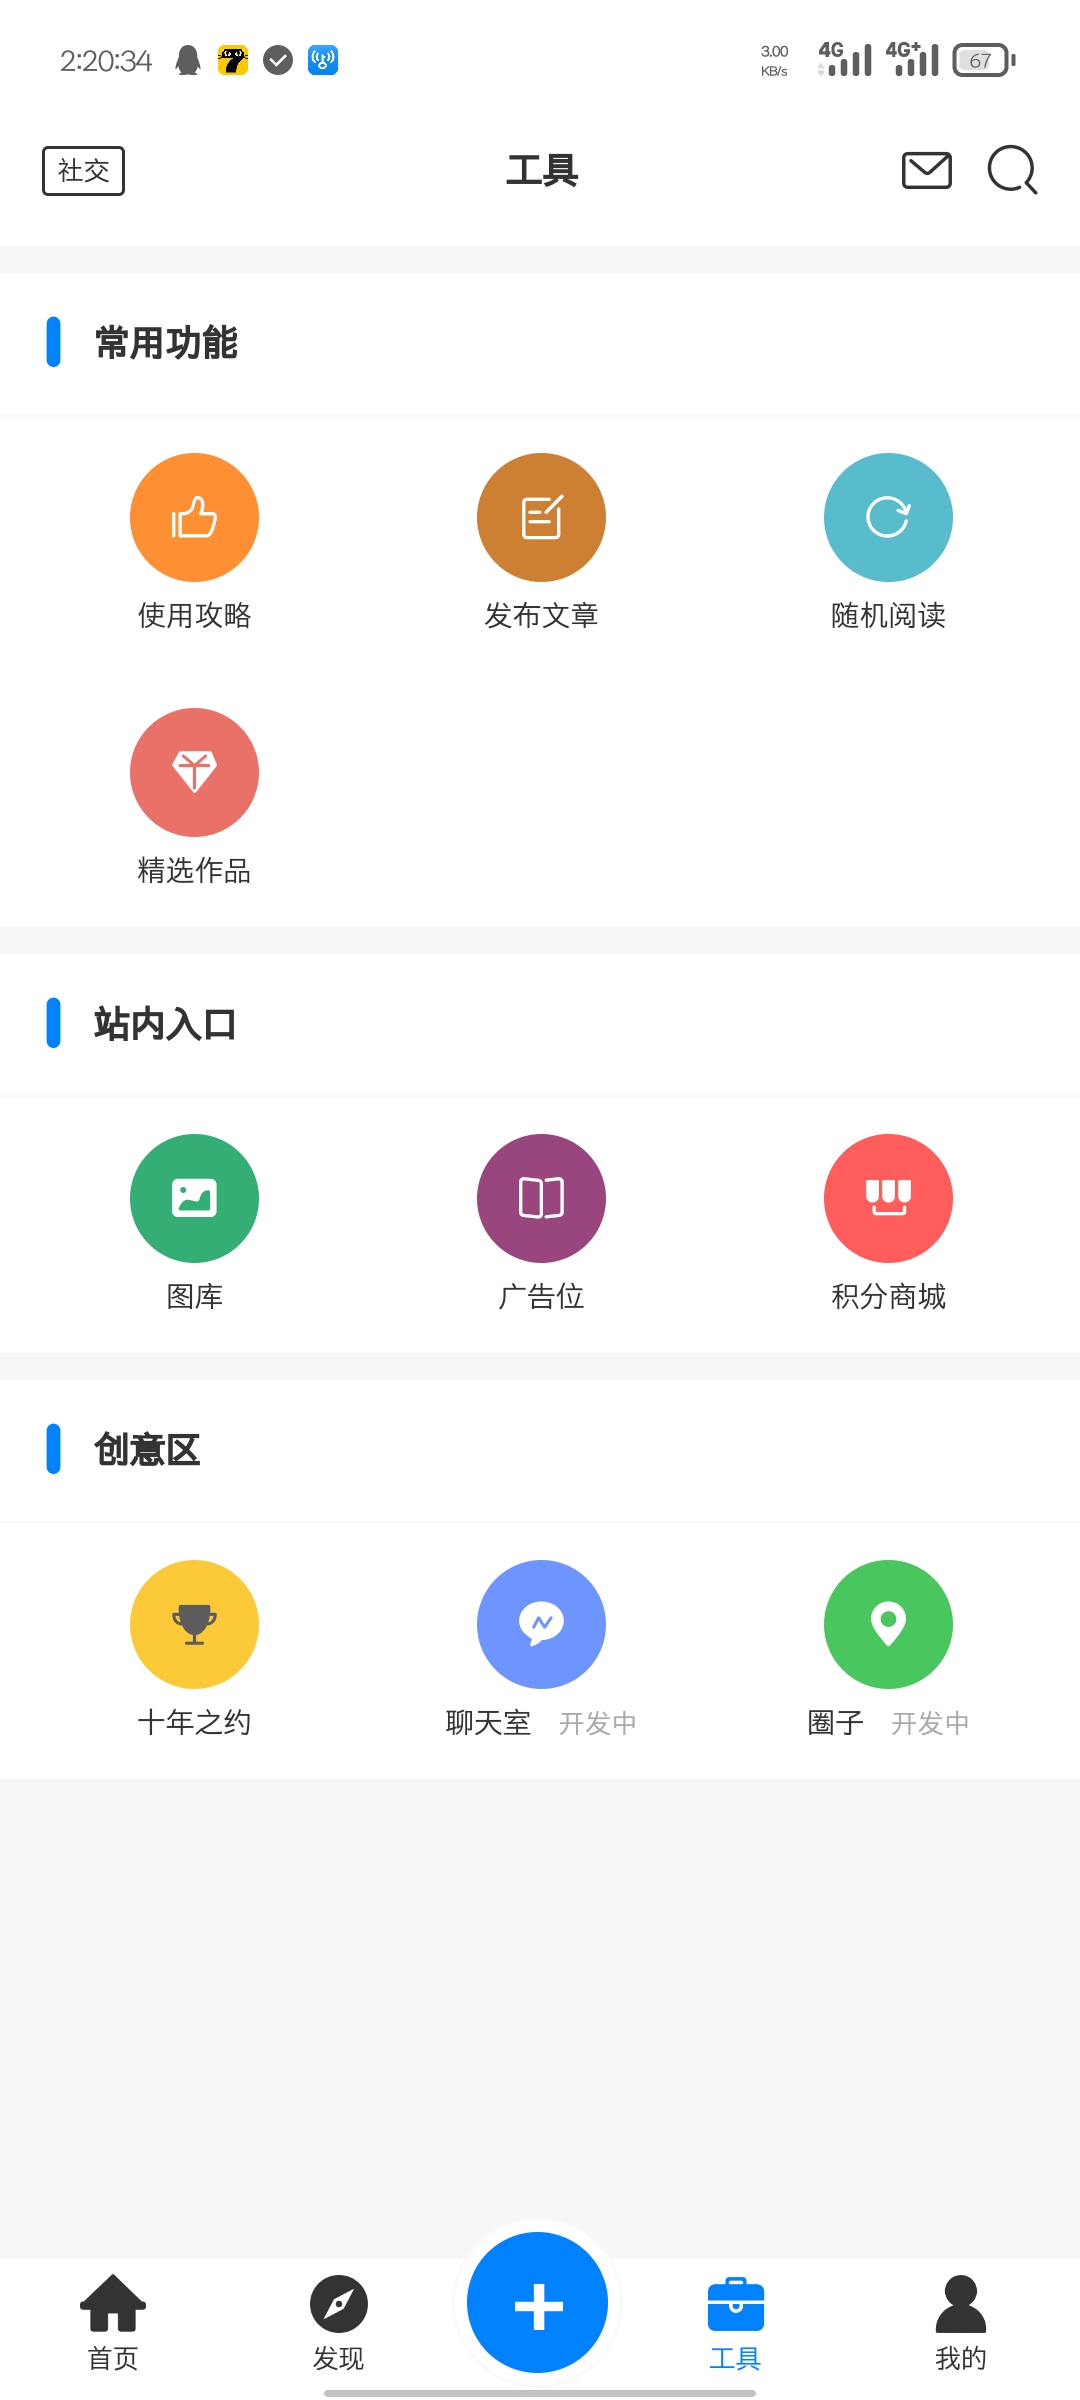 2:20:34 3.00 KB/s 4G 4G+ 67
社交 工具
常用功能
使用攻略 发布文章 随机阅读
精选作品
站内入口
图库 广告位 积分商城
创意区
十年之约 聊天室 开发中 圈子 开发中
首页 发现 工具 我的